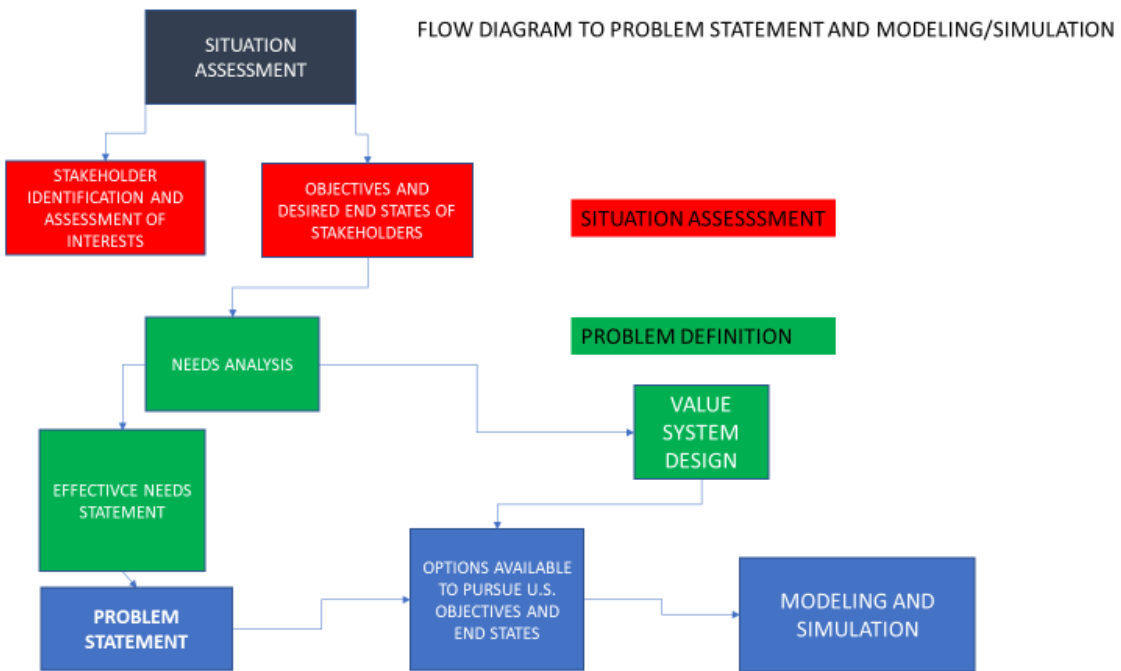 FLOW DIAGRAM TO PROBLEM STATEMENT AND MODELING/SIMULATION
SITUATION
ASSESSMENT
STAKEHOLDER
IDENTIFICATION AND
ASSESSMENT OF
INTERESTS
OBJECTIVES AND
DESIRED END STATES OF
STAKEHOLDERS
SITUATION ASSESSSMENT
PROBLEM DEFINITION
NEEDS ANALYSIS
VALUE
SYSTEM
DESIGN
EFFECTIVCE NEEDS
STATEMENT
PROBLEM
STATEMENT
OPTIONS AVAILABLE
TO PURSUE U.S.
OBJECTIVES AND
END STATES
MODELING AND
SIMULATION